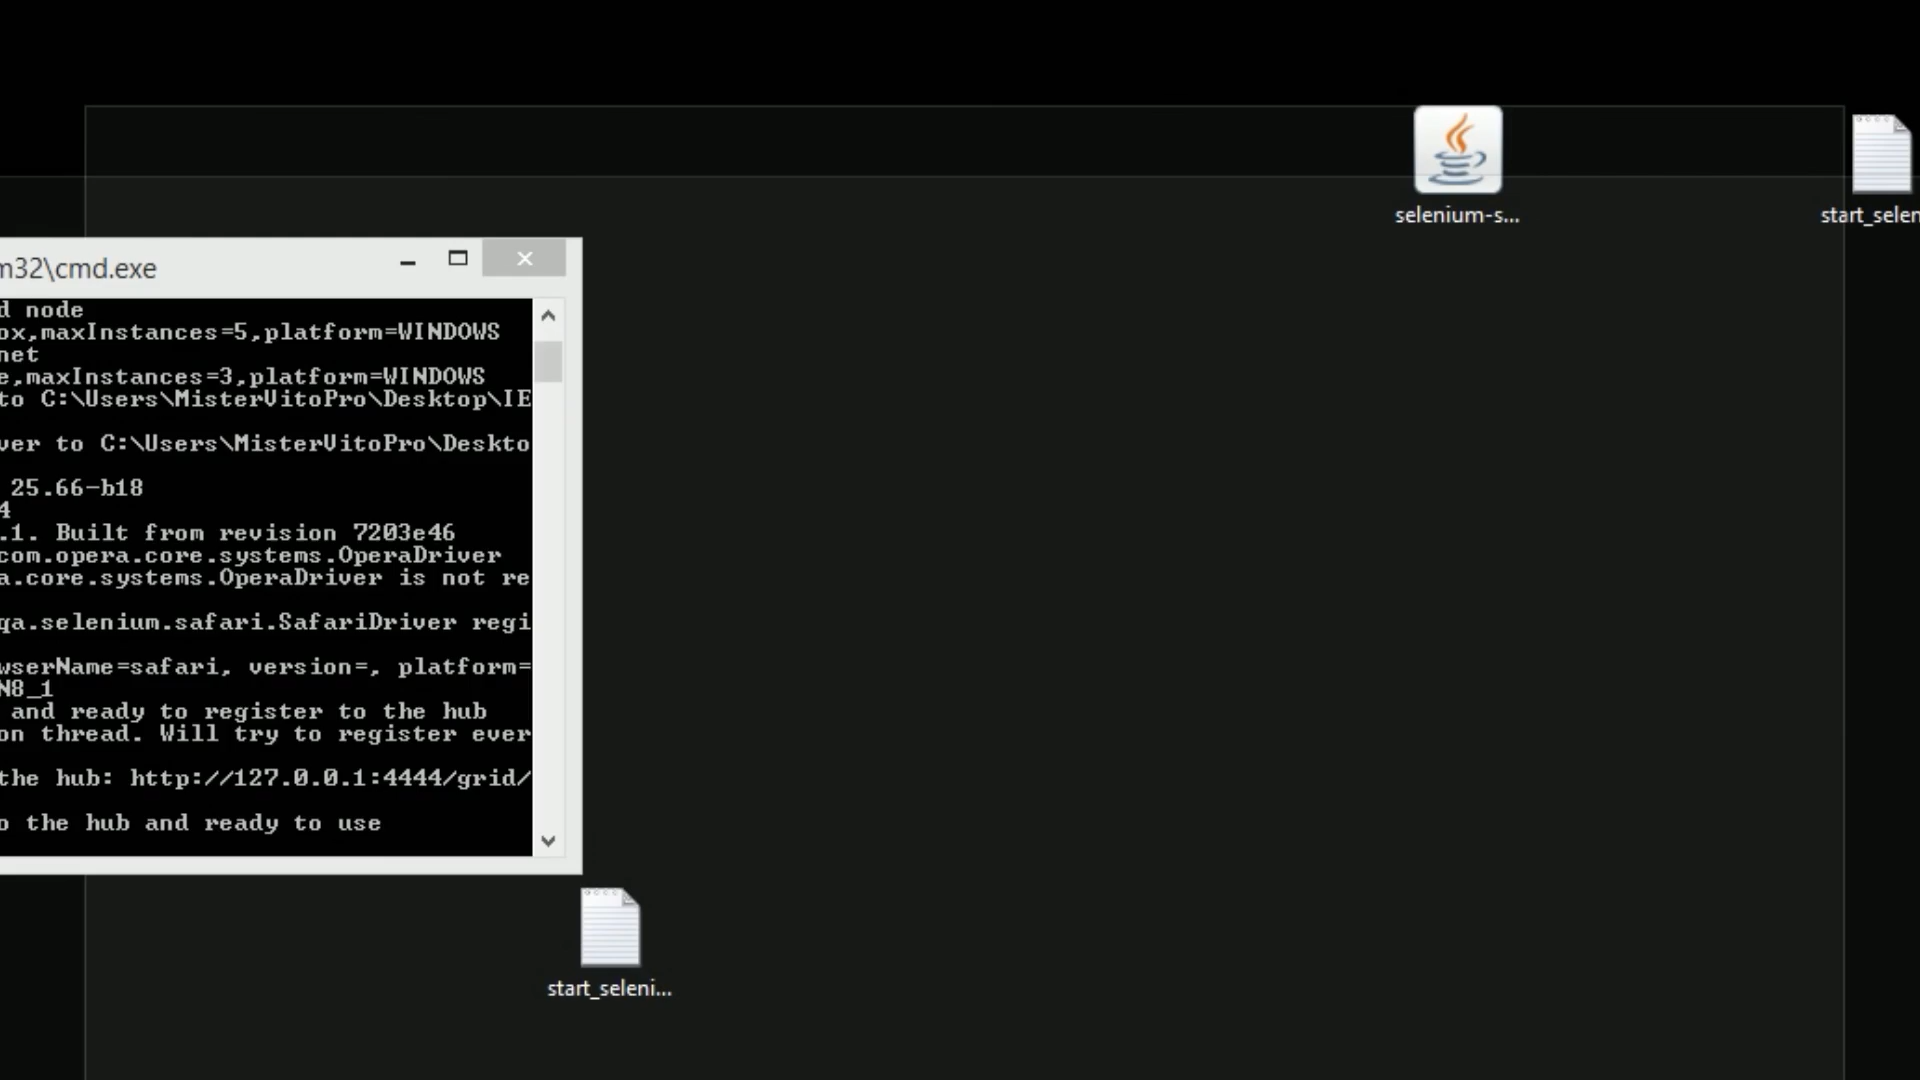 selenium-s...
start_selen
m32\cmd.exe
d node
ox,maxInstances=5,platform=WINDOWS
net
e,maxInstances=3,platform=WINDOWS
to C:\Users\MisterVitoPro\Desktop\IE
ver to C:\Users\MisterVitoPro\Deskto
25.66-b18
4
.1. Built from revision 7203e46
com.opera.core.systems.OperaDriver
a.core.systems.OperaDriver is not re
qa.selenium.safari.SafariDriver regi
wserName=safari, version=, platform=
N8_1
and ready to register to the hub
on thread. Will try to register ever
the hub: http://127.0.0.1:4444/grid/
o the hub and ready to use
start_seleni...